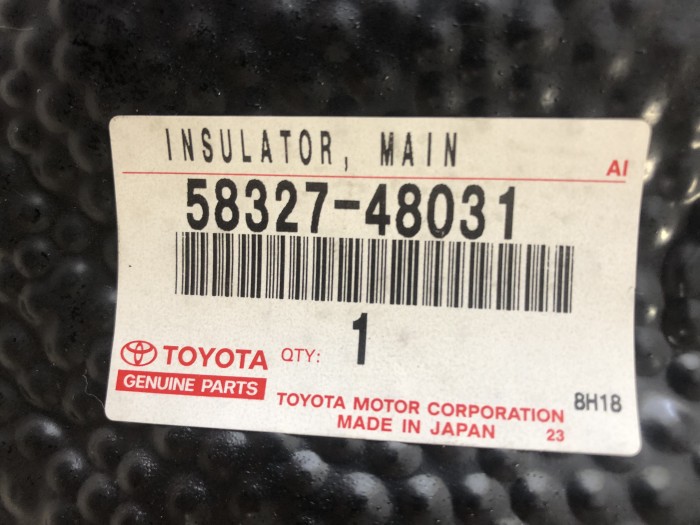 INSULATOR, MAIN
AI
58327-48031
TOYOTA QTY: 1
GENUINE PARTS
TOYOTA MOTOR CORPORATION 8H18
MADE IN JAPAN 23